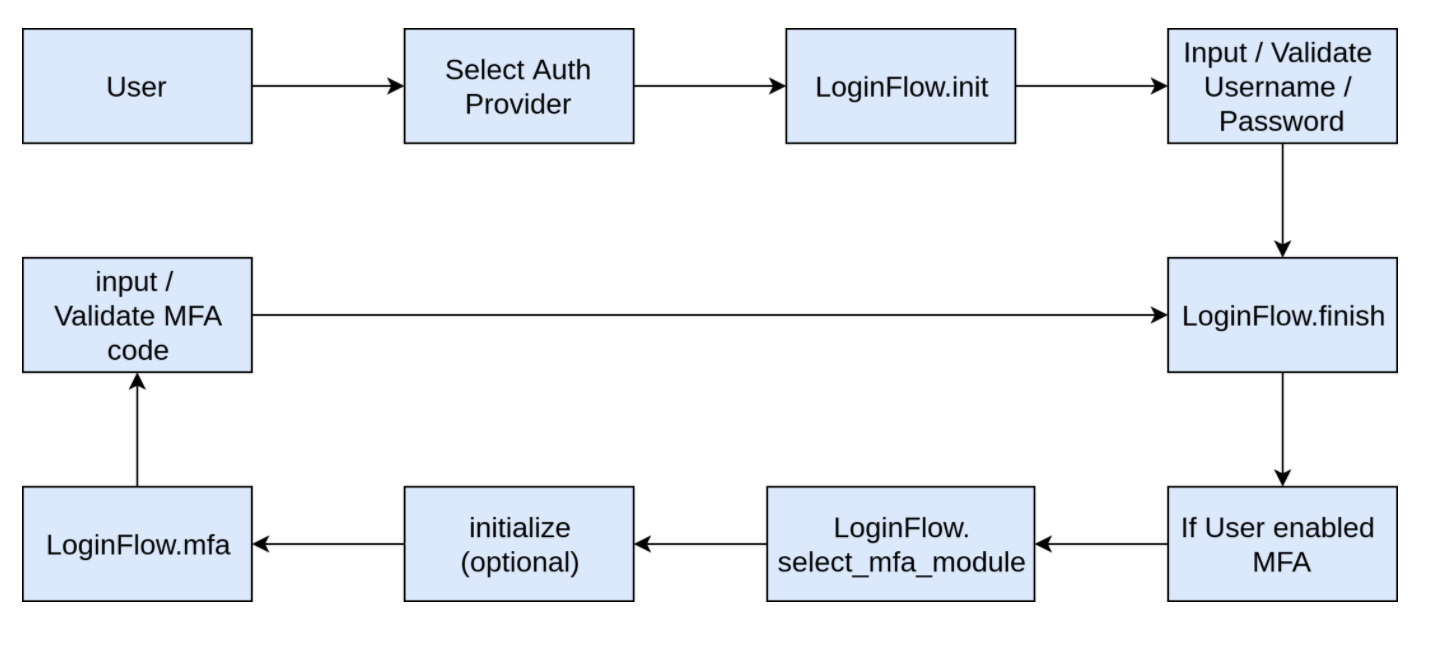 User
Select Auth
Provider
LoginFlow.init
Input / Validate
Username /
Password
input /
Validate MFA
code
LoginFlow.finish
LoginFlow.mfa
initialize
(optional)
LoginFlow.
select_mfa_module
If User enabled
MFA